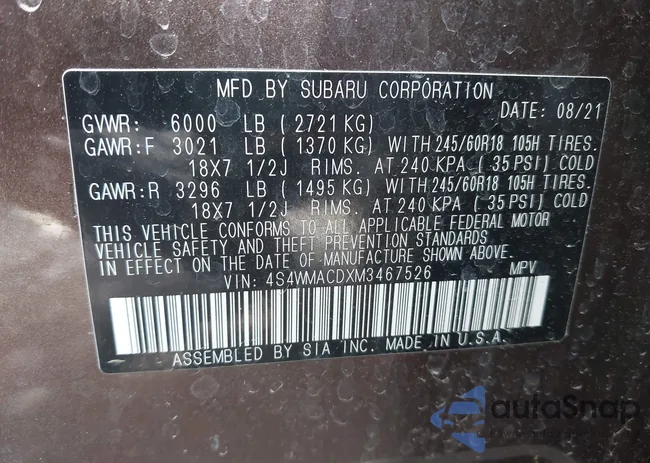 MFD BY SUBARU CORPORATION
DATE: 08/21
GVWR: 6000 LB (2721 KG)
GAWR:F 3021 LB (1370 KG) WITH 245/60R18 105H TIRES.
18X7 1/2J RIMS. AT 240 KPA (35 PSI) COLD
GAWR:R 3296 LB (1495 KG) WITH 245/60R18 105H TIRES.
18X7 1/2J RIMS. AT 240 KPA (35 PSI) COLD
THIS VEHICLE CONFORMS TO ALL APPLICABLE FEDERAL MOTOR
VEHICLE SAFETY AND THEFT PREVENTION STANDARDS
IN EFFECT ON THE DATE OF MANUFACTURE SHOWN ABOVE.
VIN: 4S4WMACDXM3467526 MPV
ASSEMBLED BY SIA INC. MADE IN U.S.A.
autoSnap